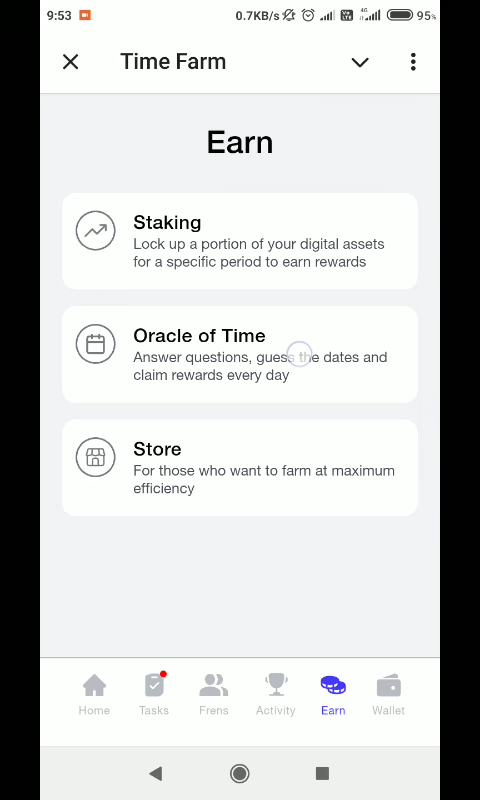 9:53 0.7KB/s 4G 95%
Time Farm
Earn
Staking
Lock up a portion of your digital assets
for a specific period to earn rewards
Oracle of Time
Answer questions, guess the dates and
claim rewards every day
Store
For those who want to farm at maximum
efficiency
Home Tasks Frens Activity Earn Wallet